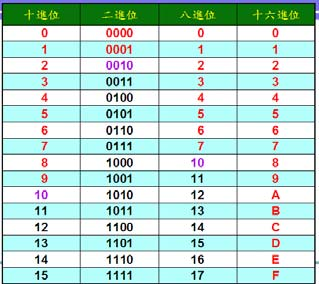 十進位 二進位 八進位 十六進位
0 0000 0 0
1 0001 1 1
2 0010 2 2
3 0011 3 3
4 0100 4 4
5 0101 5 5
6 0110 6 6
7 0111 7 7
8 1000 10 8
9 1001 11 9
10 1010 12 A
11 1011 13 B
12 1100 14 C
13 1101 15 D
14 1110 16 E
15 1111 17 F